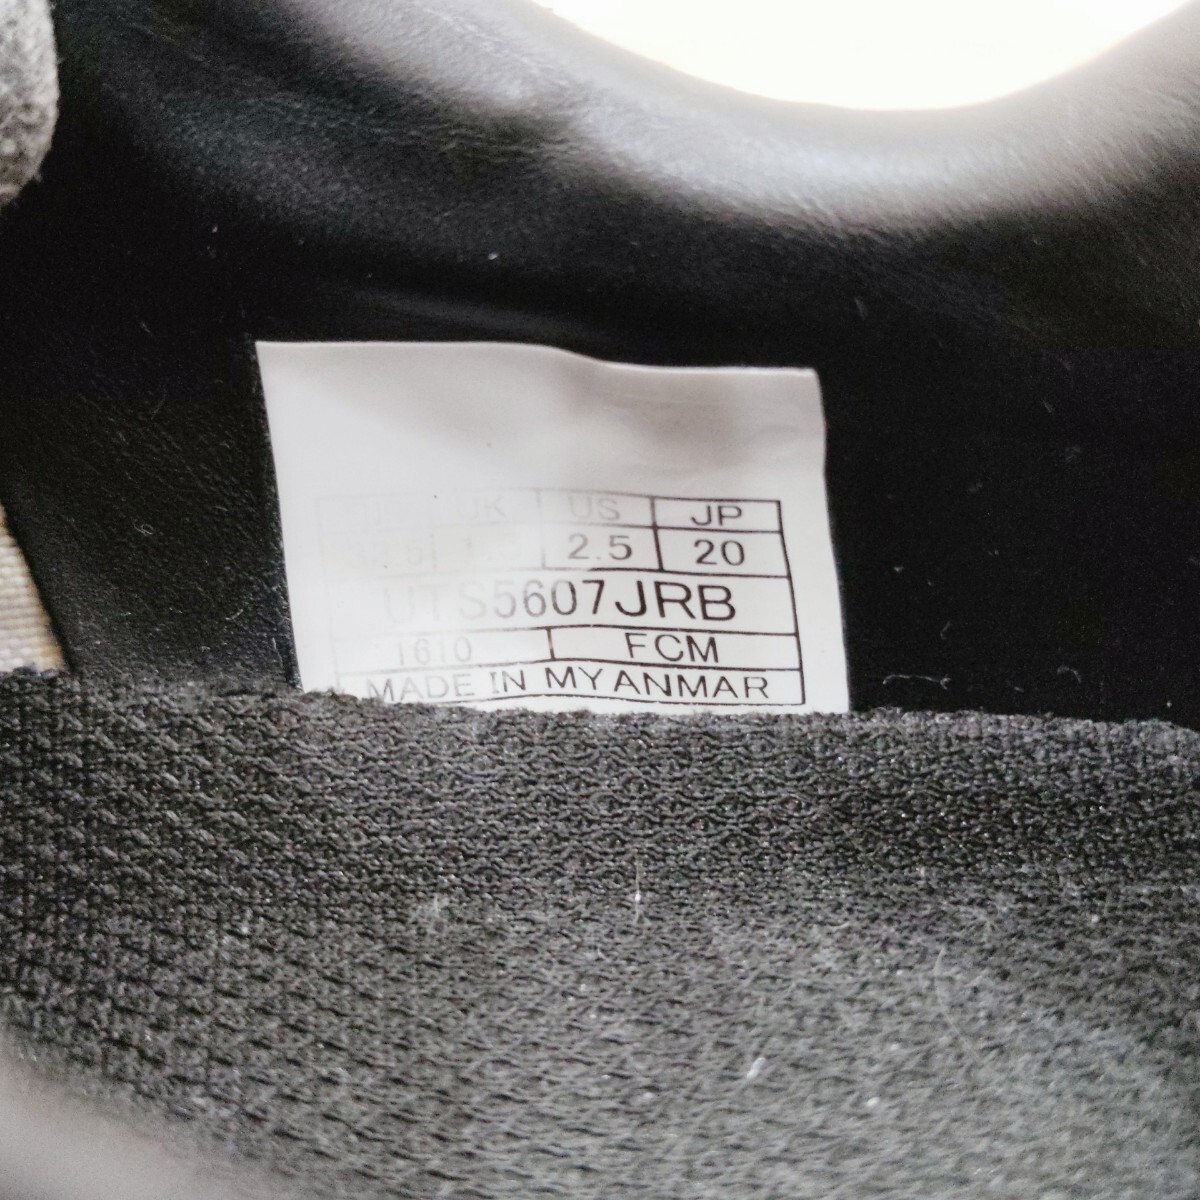 UK US JP
2.5 20
UTS5607JRB
1610 FCM
MADE IN MYANMAR